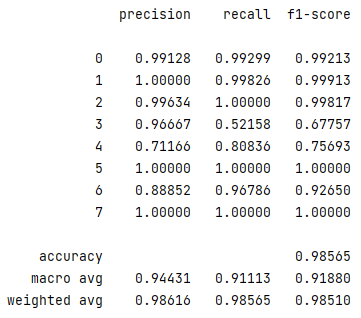 precision recall f1-score
0 0.99128 0.99299 0.99213
1 1.00000 0.99826 0.99913
2 0.99634 1.00000 0.99817
3 0.96667 0.52158 0.67757
4 0.71166 0.80836 0.75693
5 1.00000 1.00000 1.00000
6 0.88852 0.96786 0.92650
7 1.00000 1.00000 1.00000
accuracy 0.98565
macro avg 0.94431 0.91113 0.91880
weighted avg 0.98616 0.98565 0.98510